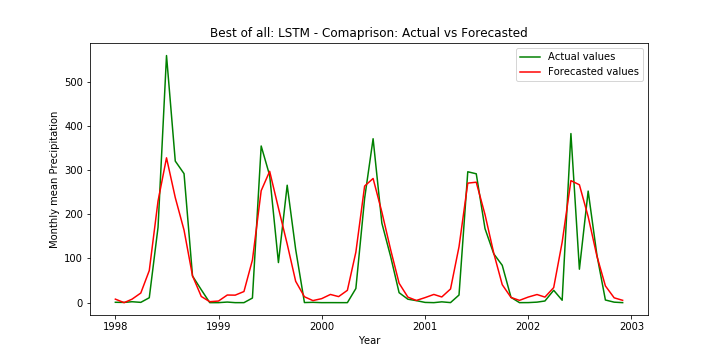 Best of all: LSTM - Comaprison: Actual vs Forecasted
Actual values
Forecasted values
Monthly mean Precipitation
500
400
300
200
100
0
1998
1999
2000
2001
2002
2003
Year